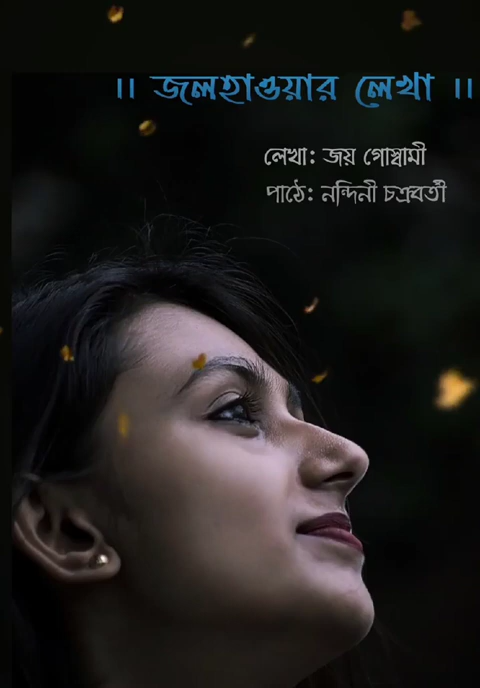 ।। জলহাওয়ার লেখা ।।
লেখা: জয় গোস্বামী
পাঠে: নন্দিনী চক্রবর্তী